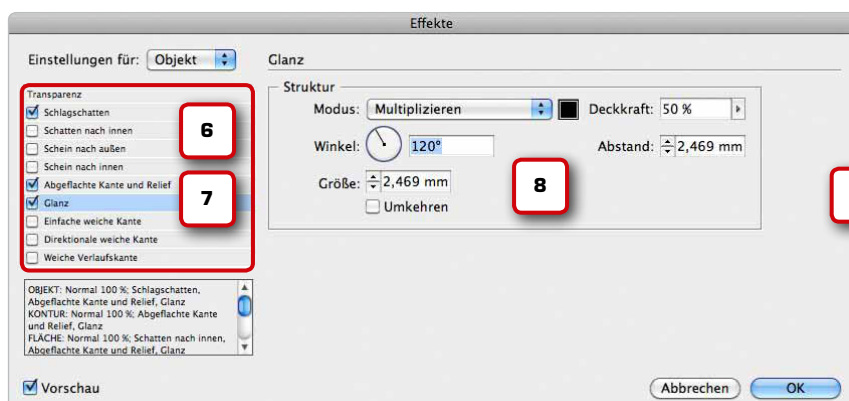 Effekte
Einstellungen für: Objekt
Transparenz
Schlagschatten
Schatten nach innen
Schein nach außen
Schein nach innen
Abgeflachte Kante und Relief
Glanz
Einfache weiche Kante
Direktionale weiche Kante
Weiche Verlaufskante
6
7
OBJEKT: Normal 100 %; Schlagschatten,
Abgeflachte Kante und Relief, Glanz
KONTUR: Normal 100 %; Abgeflachte Kante
und Relief, Glanz
FLÄCHE: Normal 100 %; Schatten nach innen,
Abgeflachte Kante und Relief, Glanz
Vorschau
Glanz
Struktur
Modus: Multiplizieren Deckkraft: 50 %
Winkel: 120° Abstand: 2,469 mm
Größe: 2,469 mm
Umkehren
8
Abbrechen OK